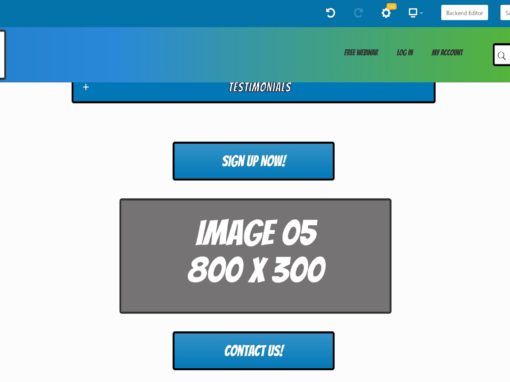 Backend Editor
FREE WEBINAR LOG IN MY ACCOUNT
+ TESTIMONIALS
SIGN UP NOW!
IMAGE 05
800 X 300
CONTACT US!